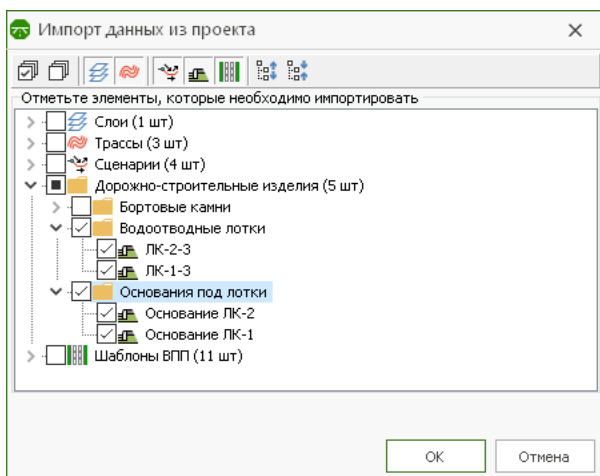 Импорт данных из проекта
Отметьте элементы, которые необходимо импортировать
Слои (1 шт)
Трассы (3 шт)
Сценарии (4 шт)
Дорожно-строительные изделия (5 шт)
Бортовые камни
Водоотводные лотки
ЛК-2-3
ЛК-1-3
Основания под лотки
Основание ЛК-2
Основание ЛК-1
Шаблоны ВПП (11 шт)
ОК
Отмена